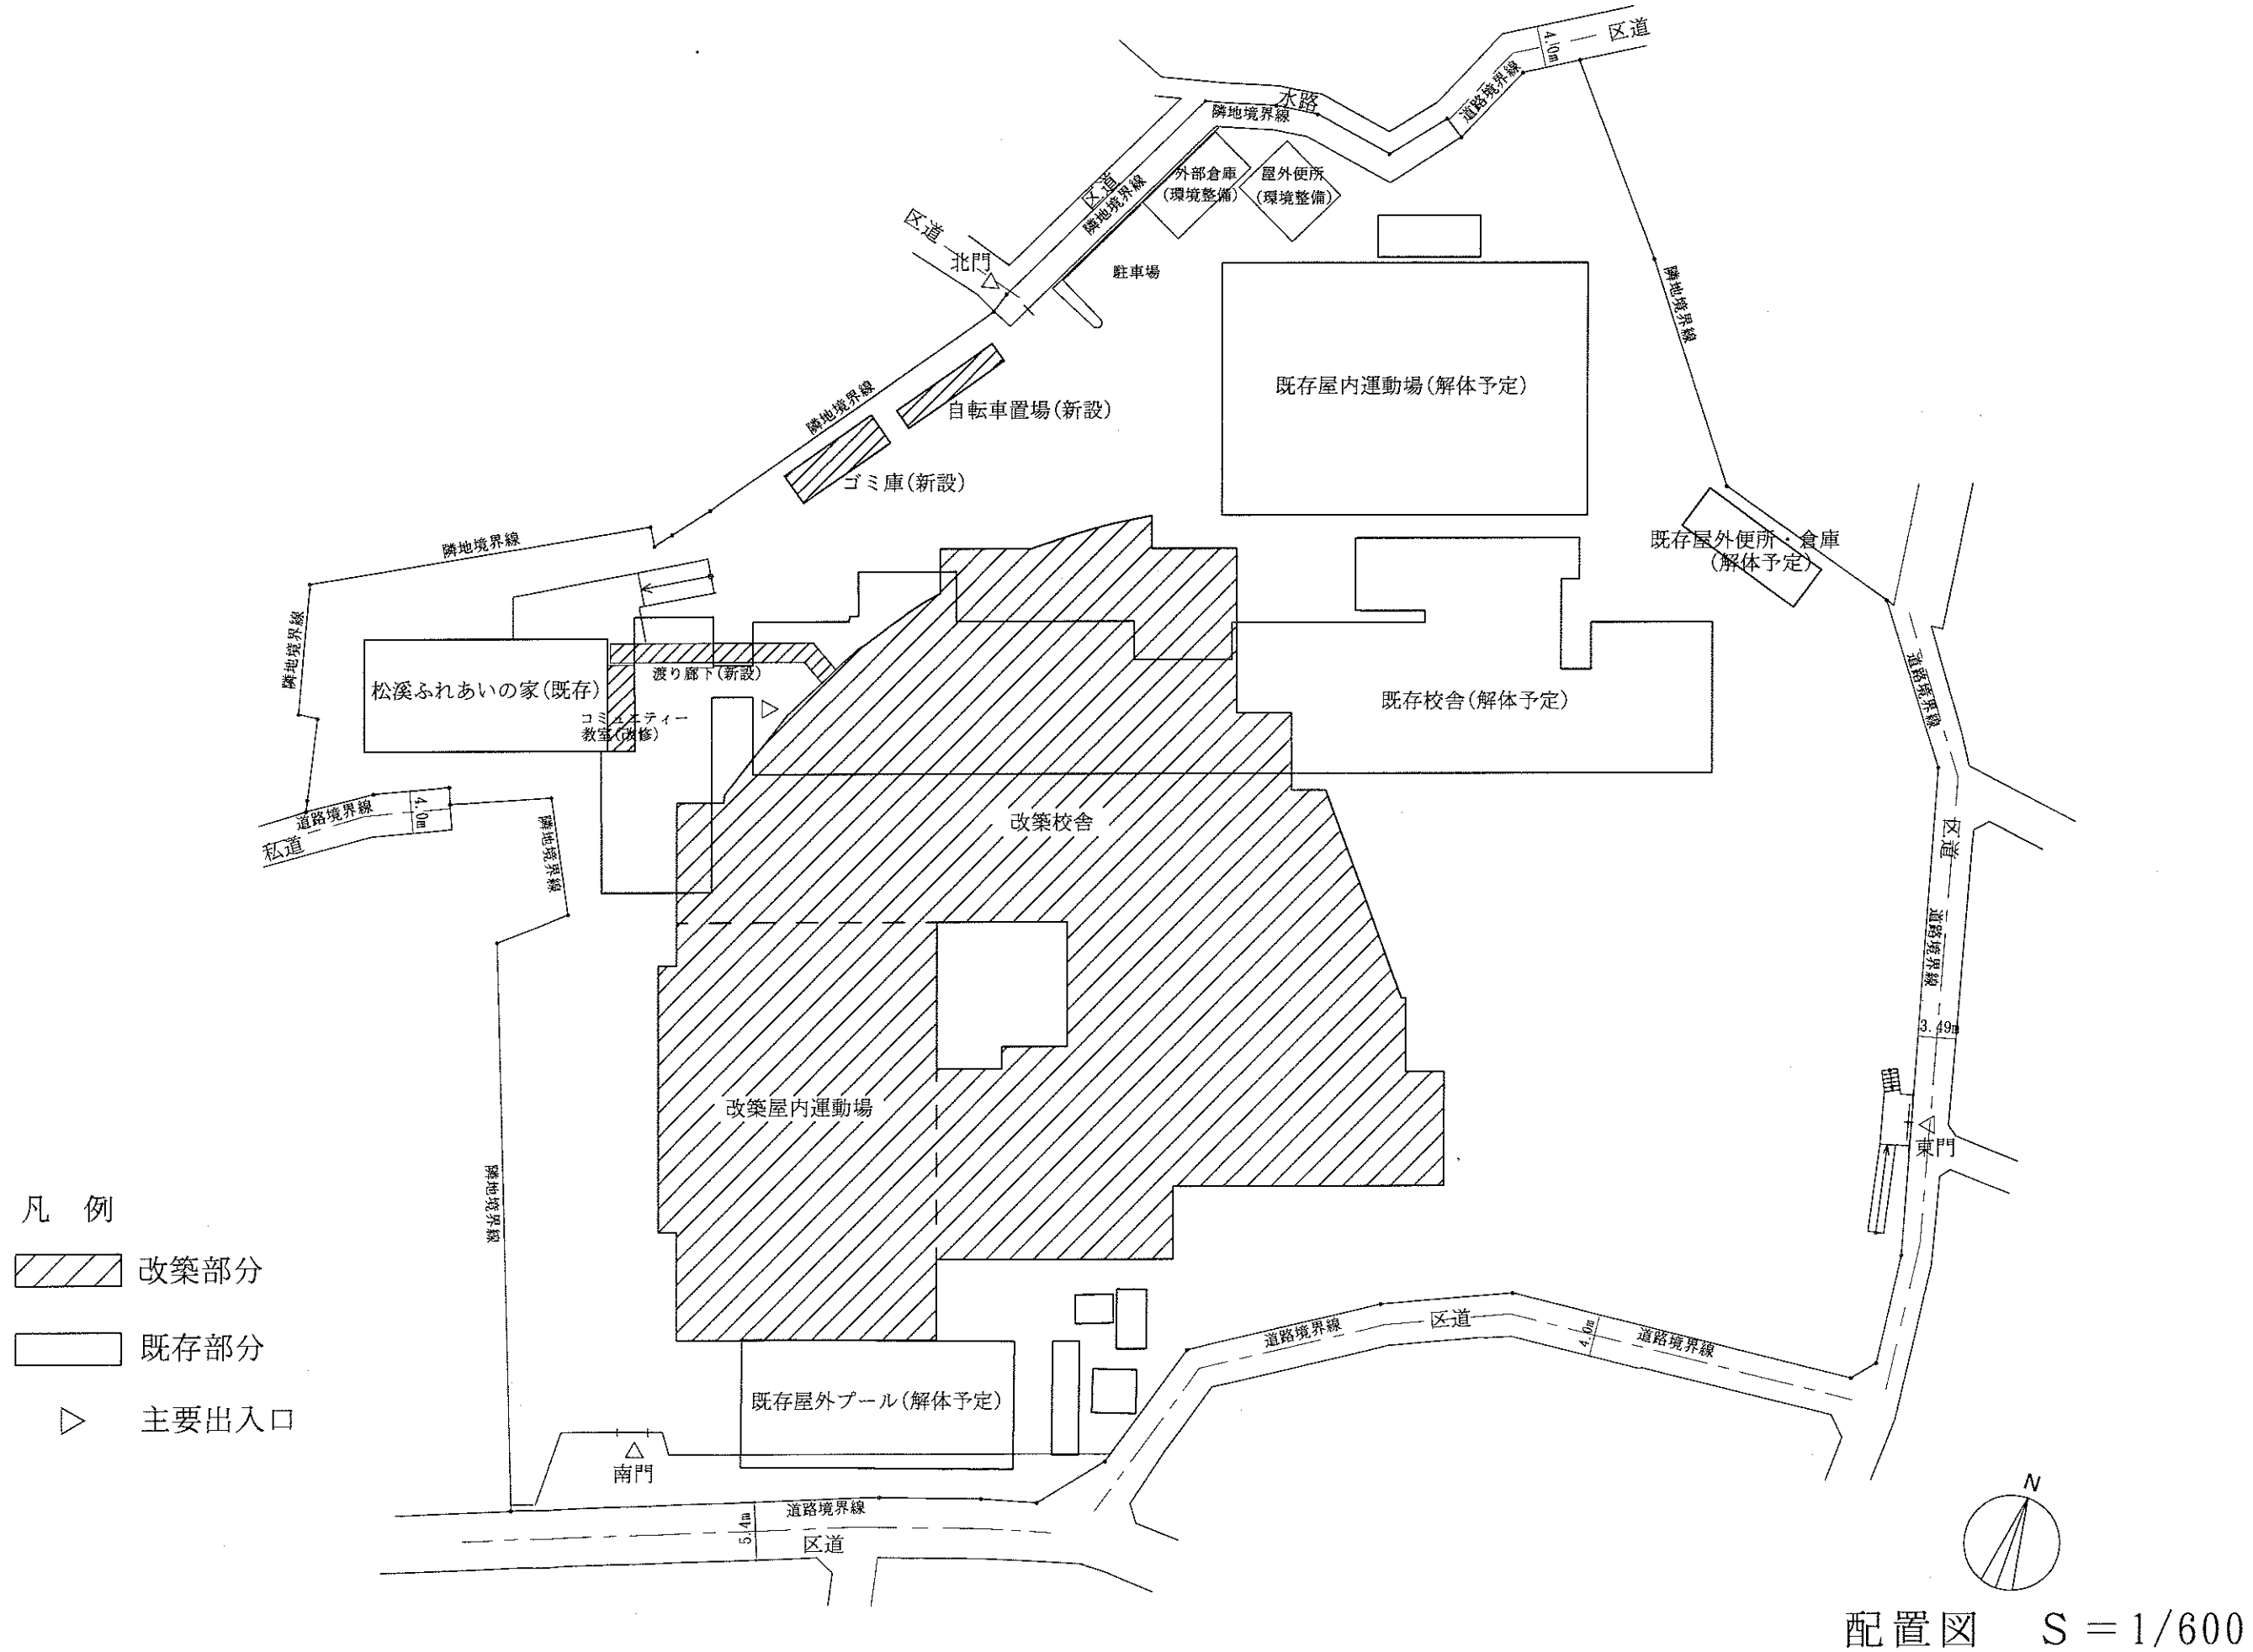 区道
4.0m
道路境界線
水路
隣地境界線
外部倉庫
(環境整備)
屋外便所
(環境整備)
区道
隣地境界線
区道
北門
駐車場
隣地境界線
既存屋内運動場(解体予定)
隣地境界線
自転車置場(新設)
ゴミ庫(新設)
既存屋外便所・倉庫
(解体予定)
隣地境界線
隣地境界線
松溪ふれあいの家(既存)
渡り廊下(新設)
コミュニティー
教室(改修)
既存校舎(解体予定)
道路境界線
道路境界線
4.0m
私道
隣地境界線
改築校舎
区道
道路境界線
3.49m
改築屋内運動場
東門
隣地境界線
凡 例
改築部分
既存部分
主要出入口
道路境界線
区道
4.0m
道路境界線
既存屋外プール(解体予定)
南門
道路境界線
5.4m
区道
N
配置図 S=1/600